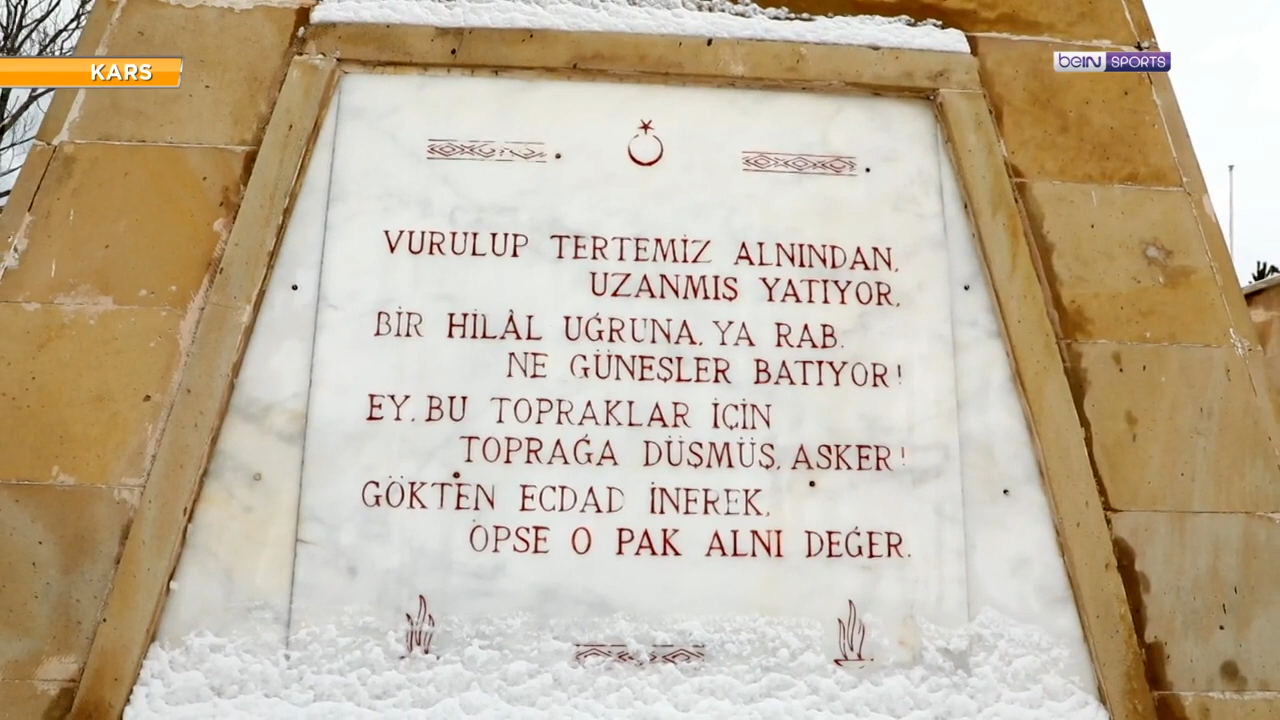 KARS
beIN SPORTS
VURULUP TERTEMİZ ALNINDAN,
UZANMIŞ YATIYOR,
BİR HİLÂL UĞRUNA, YA RAB.
NE GÜNEŞLER BATIYOR!
EY, BU TOPRAKLAR İÇİN
TOPRAĞA DÜŞMÜŞ, ASKER!
GÖKTEN ECDAD İNEREK,
ÖPSE O PAK ALNI DEĞER.